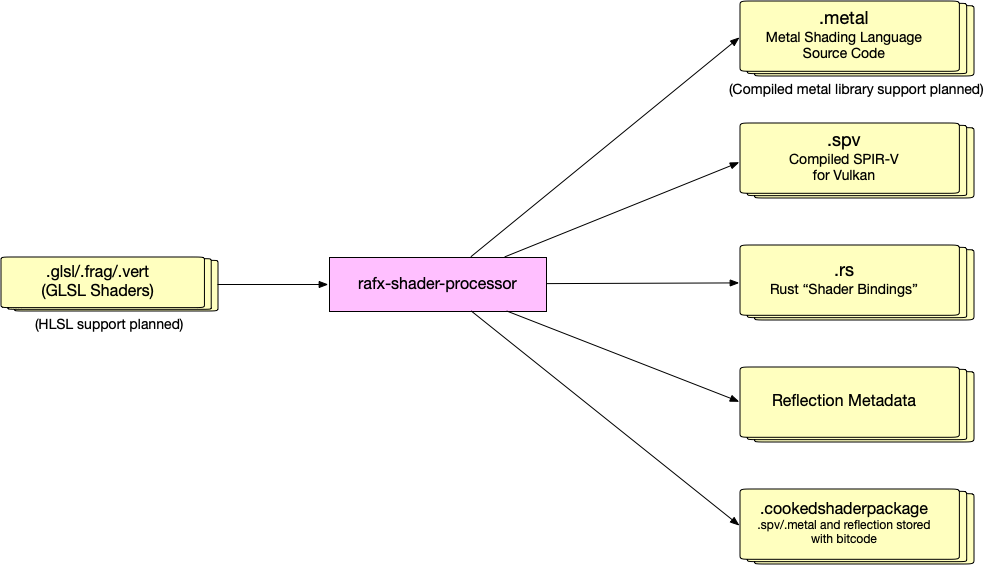 .glsl/.frag/.vert
(GLSL Shaders)
(HLSL support planned)
rafx-shader-processor
.metal
Metal Shading Language
Source Code
(Compiled metal library support planned)
.spv
Compiled SPIR-V
for Vulkan
.rs
Rust “Shader Bindings”
Reflection Metadata
.cookedshaderpackage
.spv/.metal and reflection stored
with bitcode